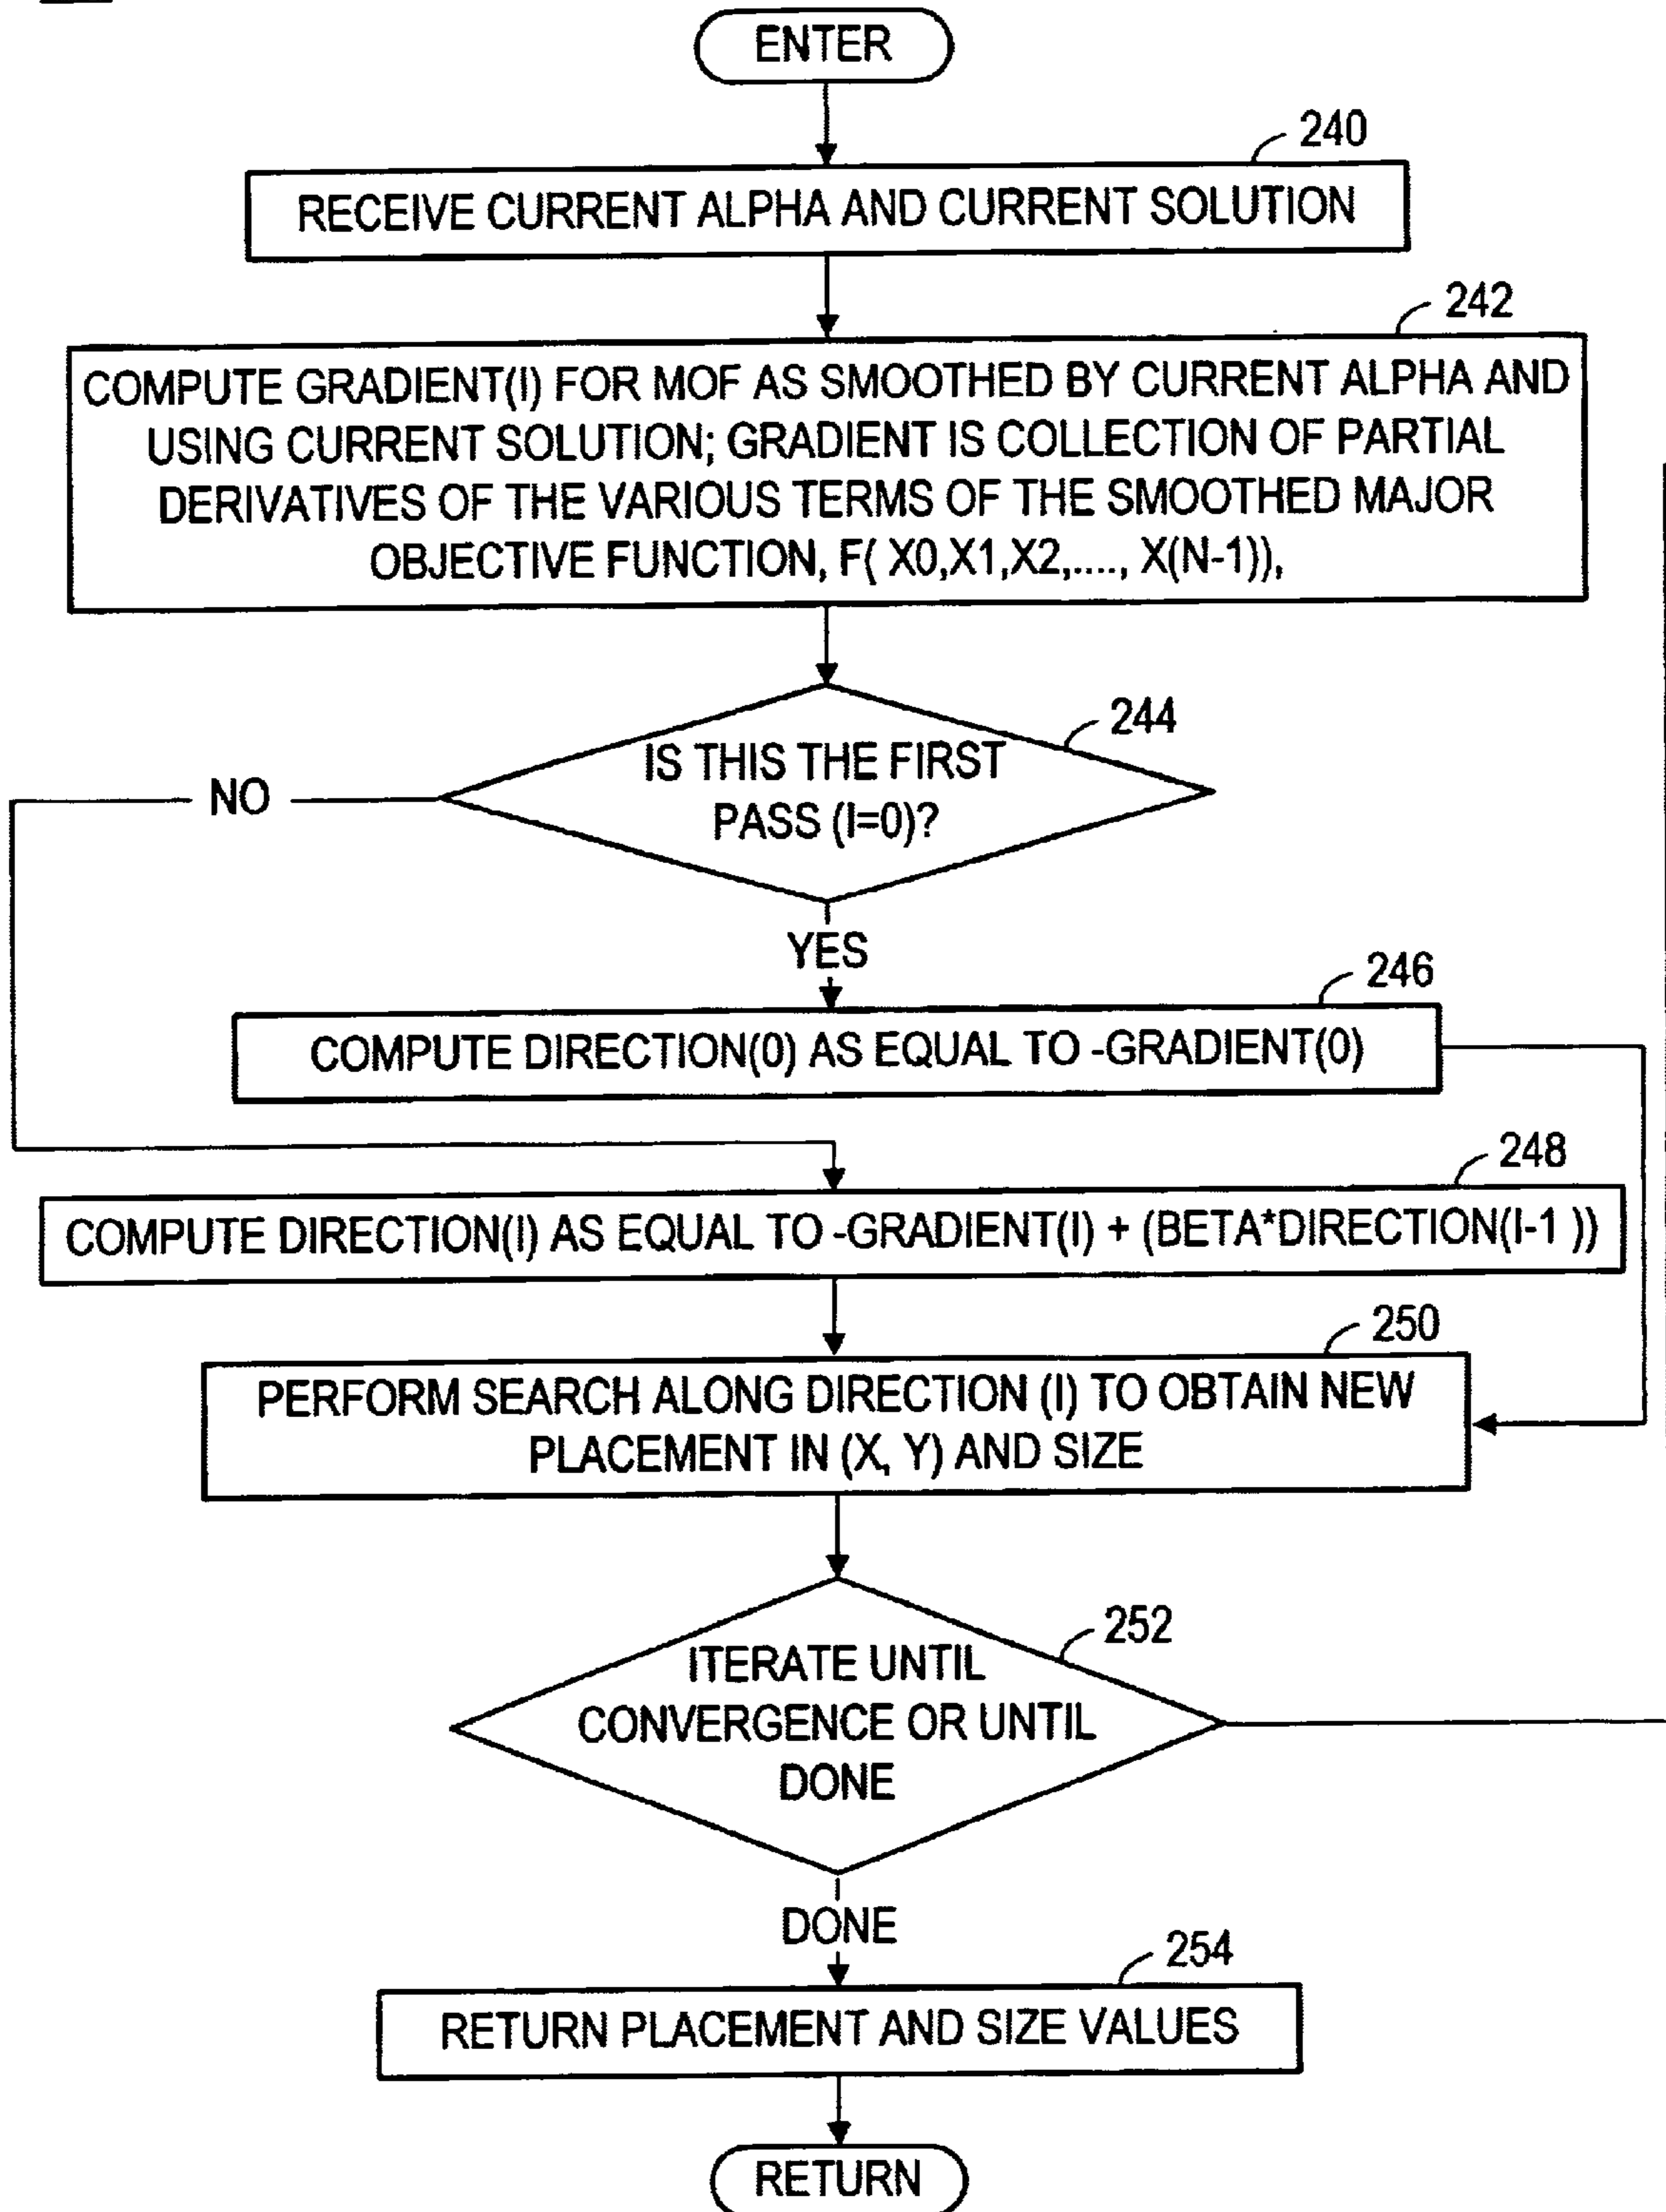 ENTER
240
RECEIVE CURRENT ALPHA AND CURRENT SOLUTION
242
COMPUTE GRADIENT(I) FOR MOF AS SMOOTHED BY CURRENT ALPHA AND
USING CURRENT SOLUTION; GRADIENT IS COLLECTION OF PARTIAL
DERIVATIVES OF THE VARIOUS TERMS OF THE SMOOTHED MAJOR
OBJECTIVE FUNCTION, F( X0,X1,X2,...., X(N-1)),
244
IS THIS THE FIRST
PASS (I=0)?
NO
YES
246
COMPUTE DIRECTION(0) AS EQUAL TO -GRADIENT(0)
248
COMPUTE DIRECTION(I) AS EQUAL TO -GRADIENT(I) + (BETA*DIRECTION(I-1 ))
250
PERFORM SEARCH ALONG DIRECTION (I) TO OBTAIN NEW
PLACEMENT IN (X, Y) AND SIZE
252
ITERATE UNTIL
CONVERGENCE OR UNTIL
DONE
DONE
254
RETURN PLACEMENT AND SIZE VALUES
RETURN